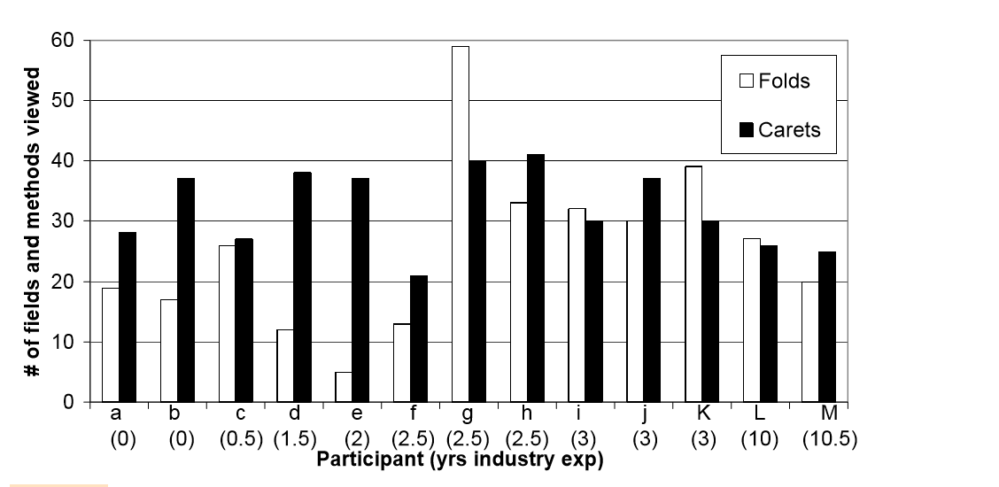 # of fields and methods viewed
60
50
40
30
20
10
0
Folds
Carets
a b c d e f g h i j K L M
(0) (0) (0.5) (1.5) (2) (2.5) (2.5) (2.5) (3) (3) (3) (10) (10.5)
Participant (yrs industry exp)